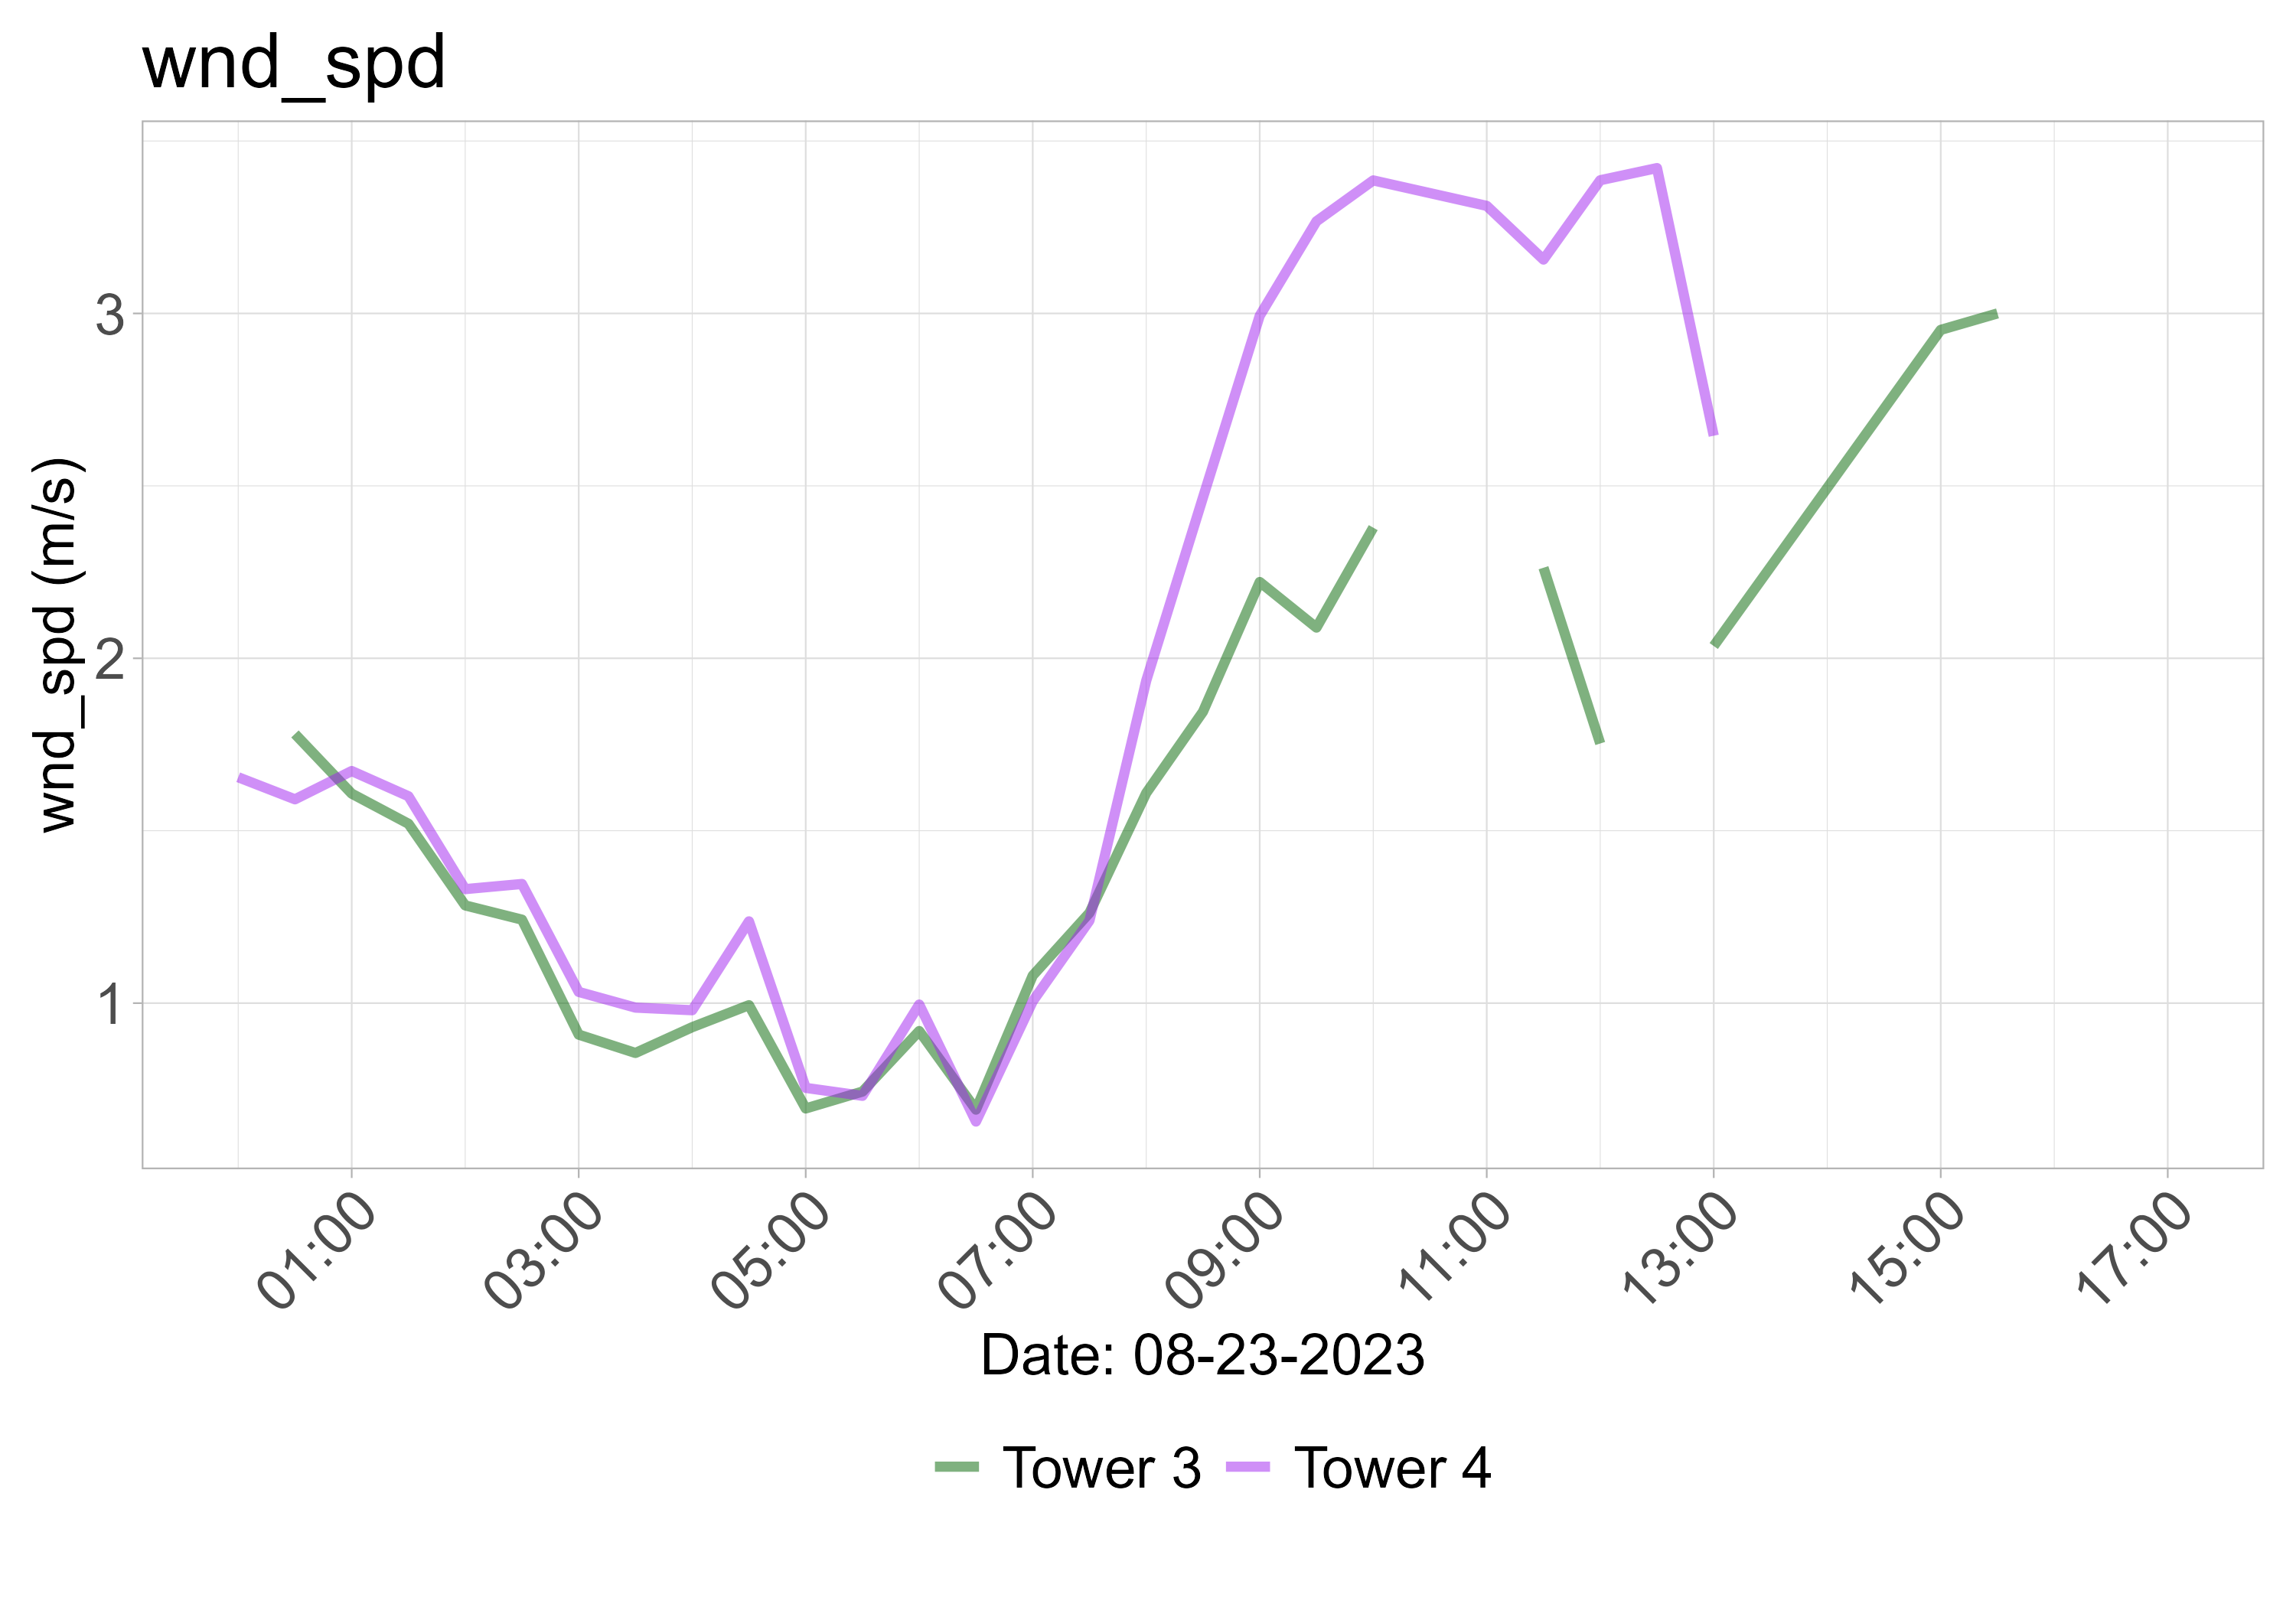 wnd_spd
wnd_spd (m/s)
3
2
1
01:00 03:00 05:00 07:00 09:00 11:00 13:00 15:00 17:00
Date: 08-23-2023
Tower 3 Tower 4